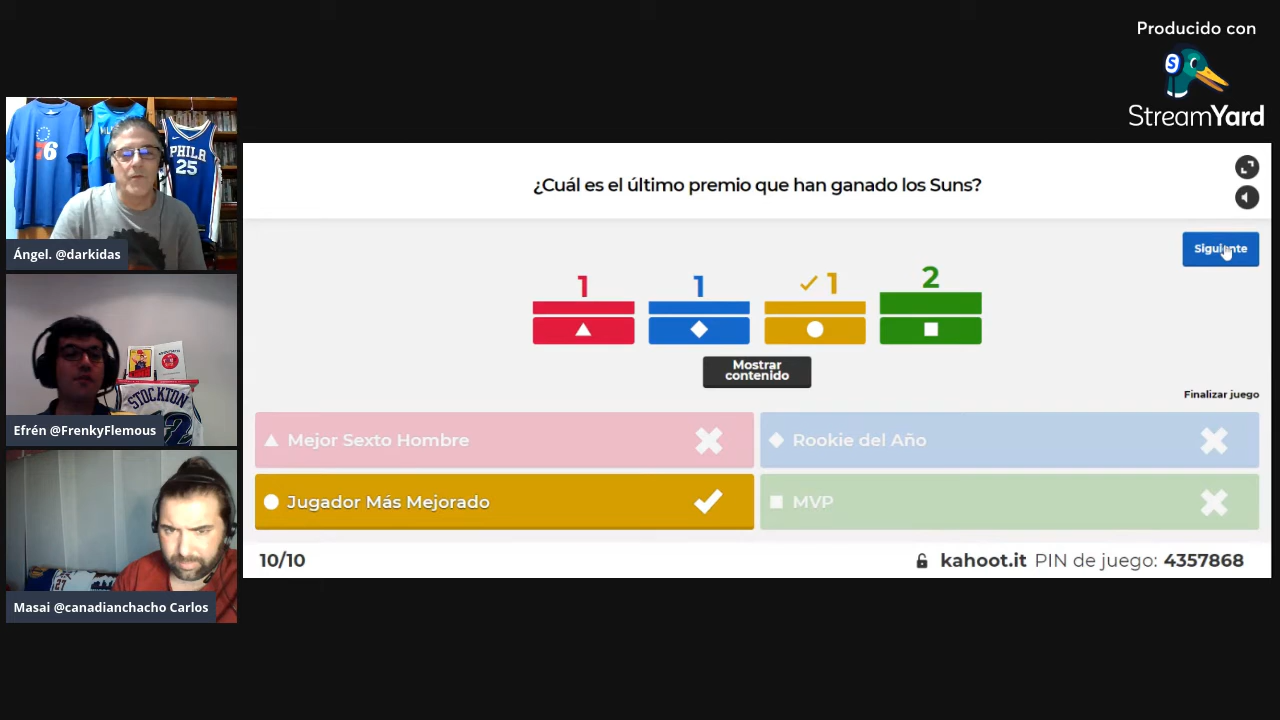 Producido con
S
StreamYard
76
PHILA
25
Ángel. @darkidas
STOCKTON
Efrén @FrenkyFlemous
27
Masai @canadianchacho Carlos
¿Cuál es el último premio que han ganado los Suns?
Siguiente
1
1
1
2
Mostrar
contenido
Finalizar juego
Mejor Sexto Hombre
Rookie del Año
Jugador Más Mejorado
MVP
10/10
kahoot.it PIN de juego: 4357868